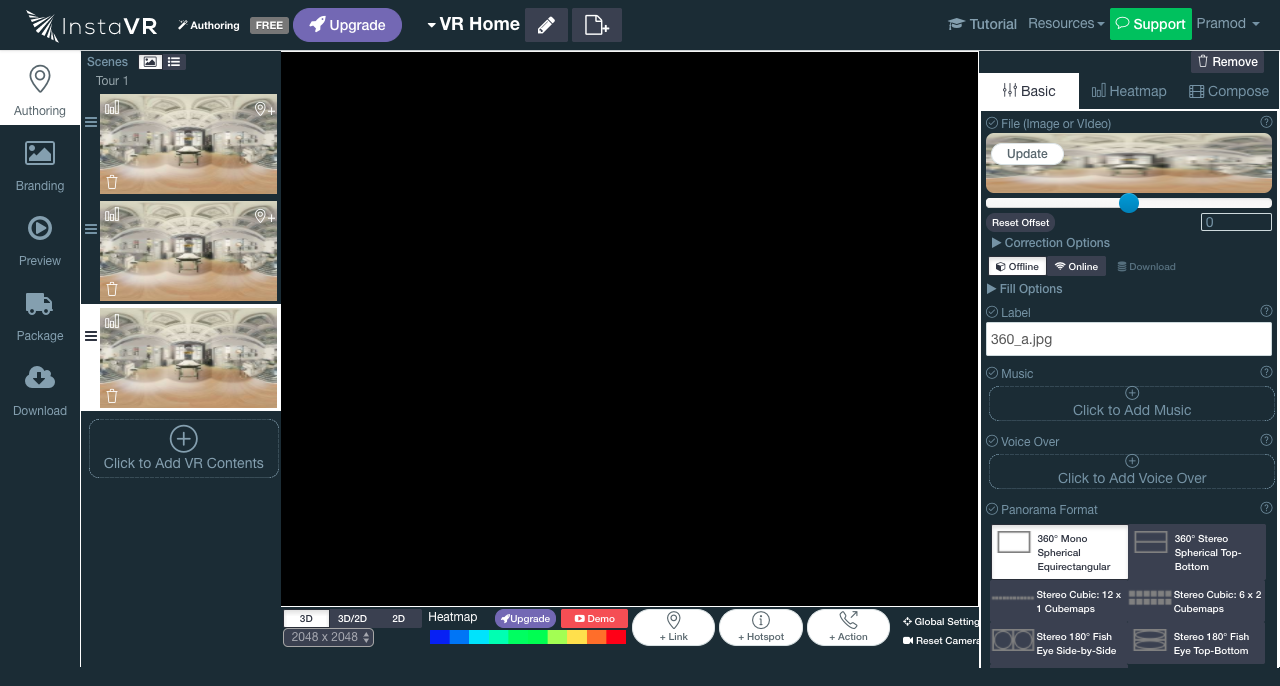 InstaVR
Authoring
FREE
Upgrade
VR Home
Tutorial
Resources
Support
Pramod
Authoring
Branding
Preview
Package
Download
Scenes
Tour 1
Click to Add VR Contents
3D
3D/2D
2D
2048 x 2048
Heatmap
Upgrade
Demo
+ Link
+ Hotspot
+ Action
Global Setting
Reset Camera
Remove
Basic
Heatmap
Compose
File (Image or VIdeo)
Update
Reset Offset
0
Correction Options
Offline
Online
Download
Fill Options
Label
360_a.jpg
Music
Click to Add Music
Voice Over
Click to Add Voice Over
Panorama Format
360° Mono
Spherical
Equirectangular
360° Stereo
Spherical Top-
Bottom
Stereo Cubic: 12 x
1 Cubemaps
Stereo Cubic: 6 x 2
Cubemaps
Stereo 180° Fish
Eye Side-by-Side
Stereo 180° Fish
Eye Top-Bottom